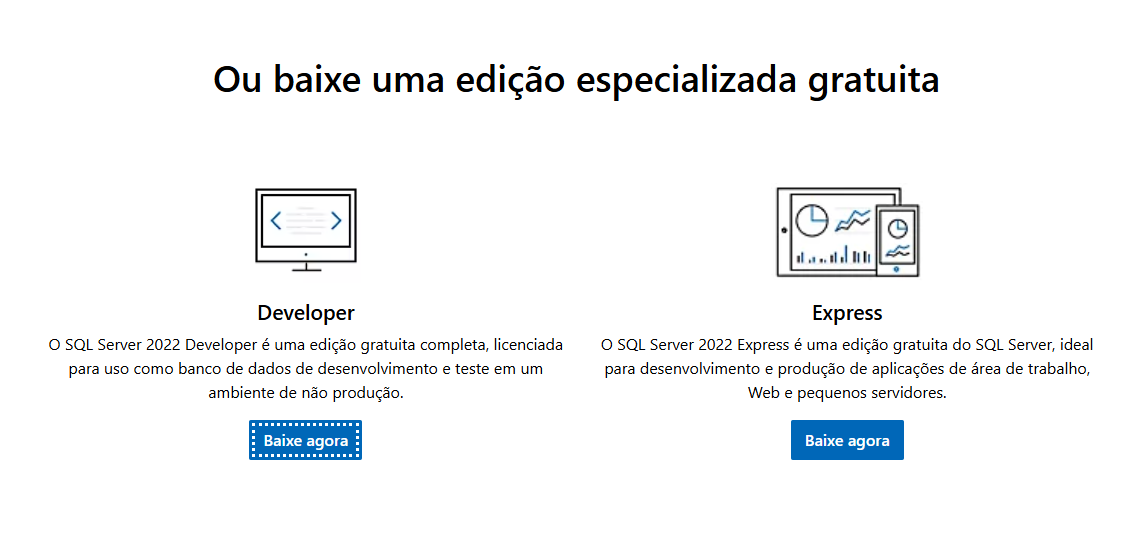 Ou baixe uma edição especializada gratuita
Developer
O SQL Server 2022 Developer é uma edição gratuita completa, licenciada
para uso como banco de dados de desenvolvimento e teste em um
ambiente de não produção.
Baixe agora
Express
O SQL Server 2022 Express é uma edição gratuita do SQL Server, ideal
para desenvolvimento e produção de aplicações de área de trabalho,
Web e pequenos servidores.
Baixe agora